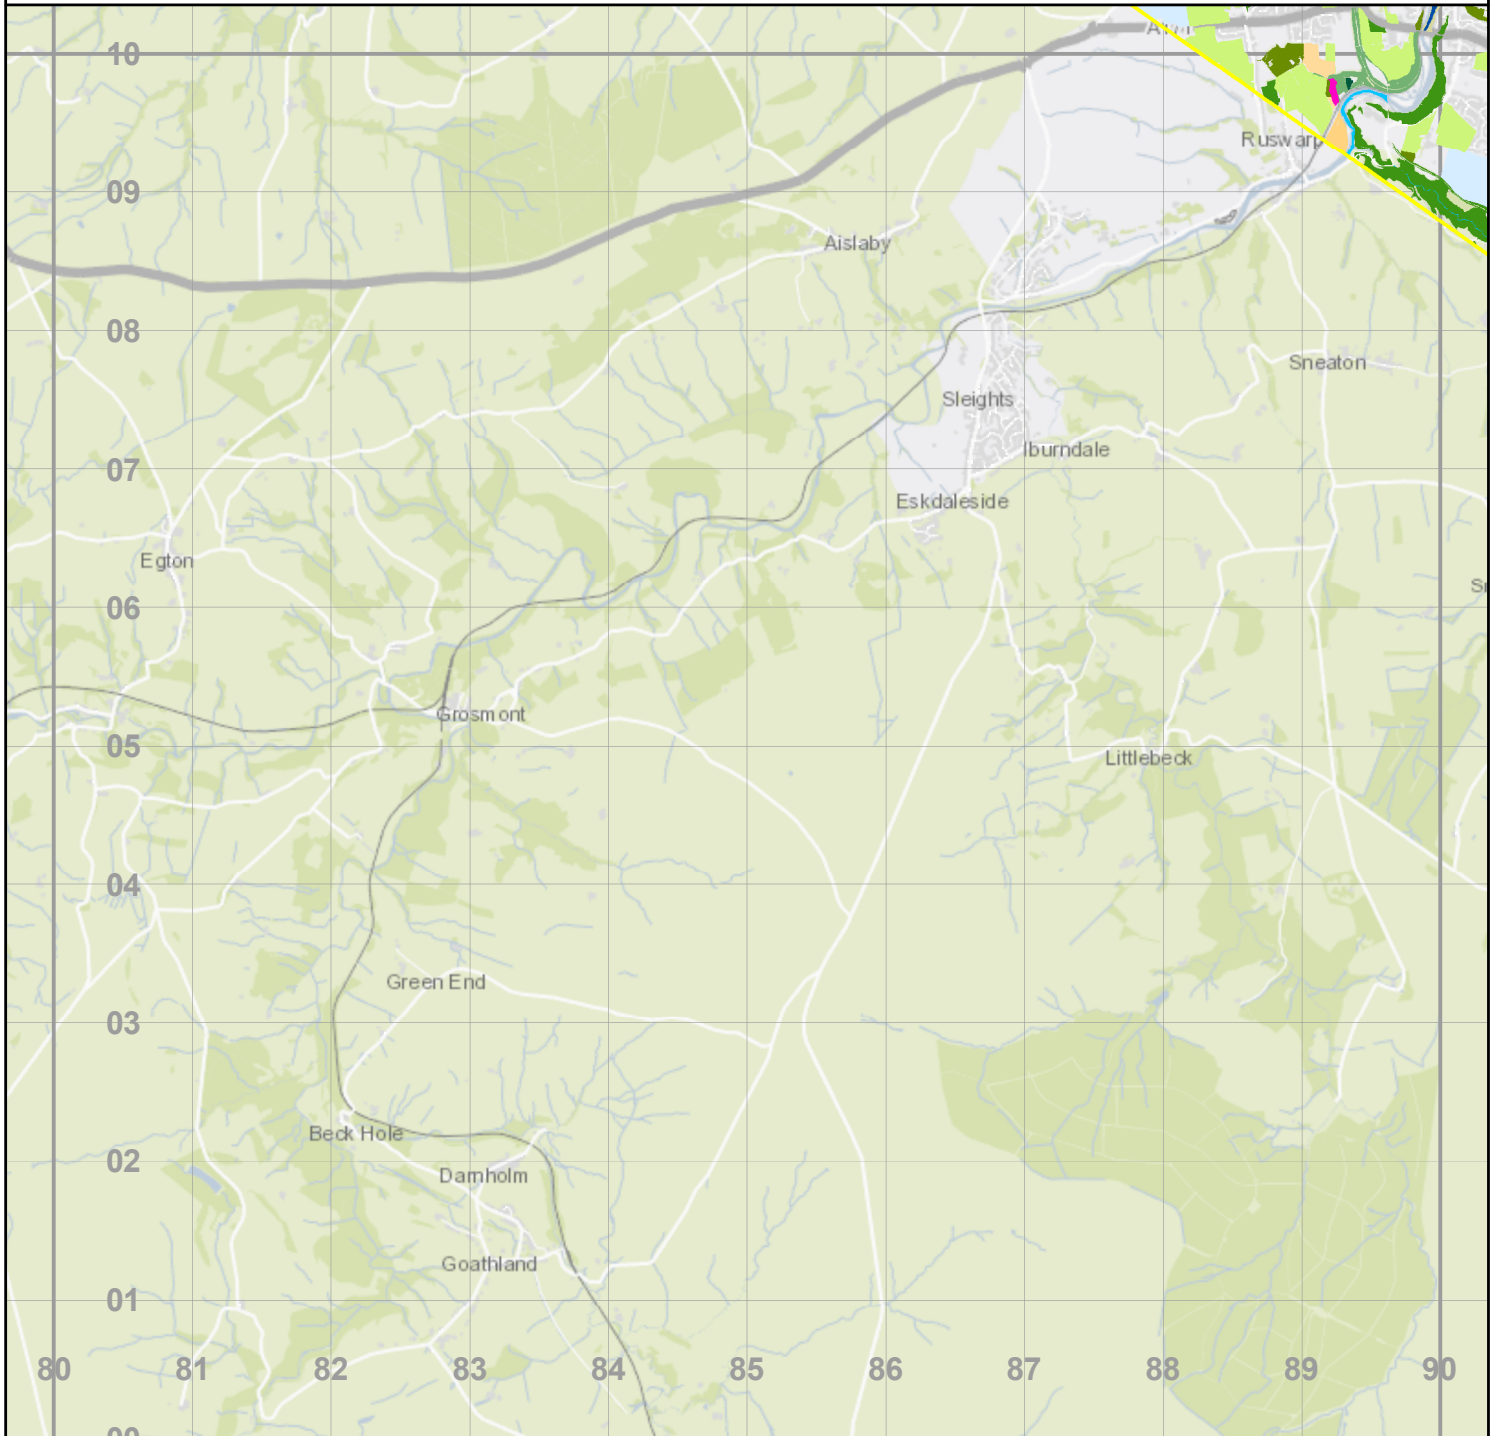 10
Ruswarp
09
Aislaby
08
Sneaton
Sleights
Iburndale
07
Eskdaleside
Egton
06
Grosmont
05
Littlebeck
04
Green End
03
Beck Hole
02
Darnholm
Goathland
01
80 81 82 83 84 85 86 87 88 89 90